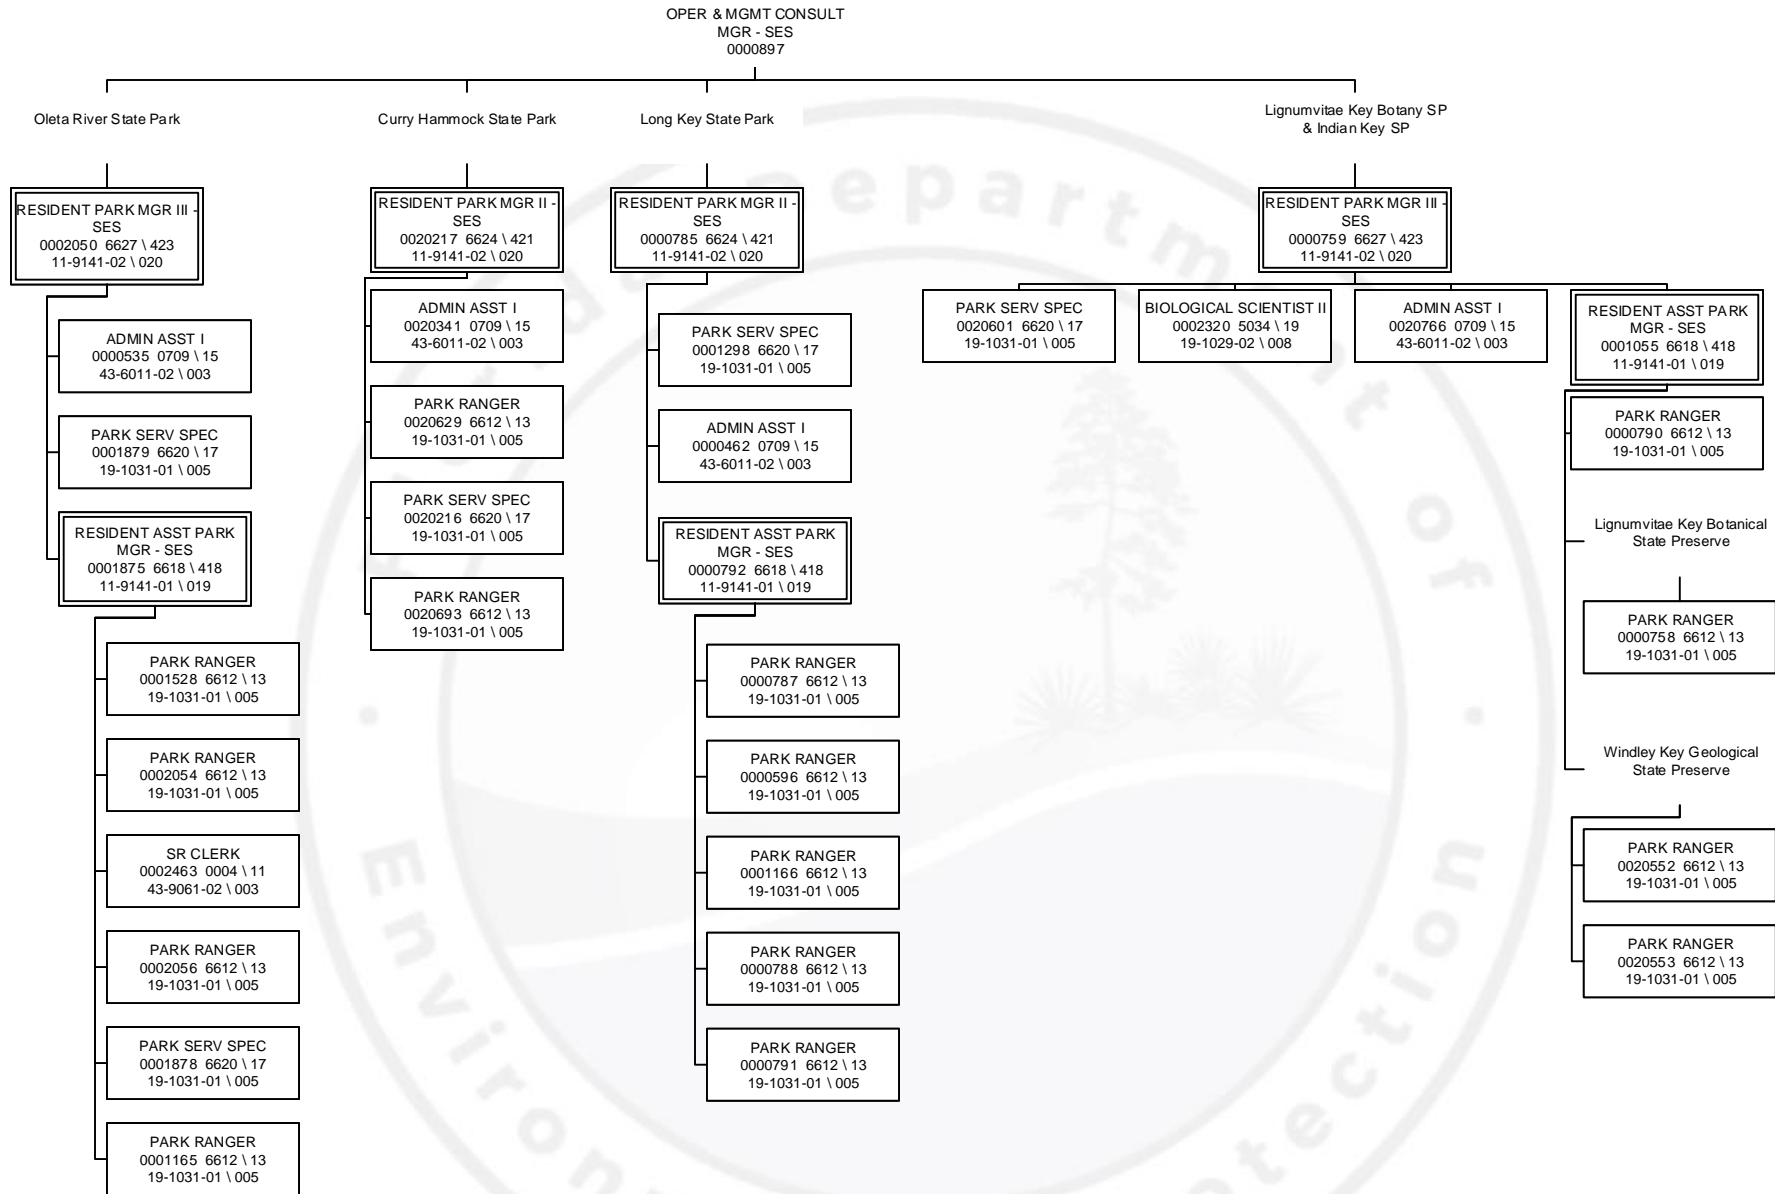 OPER & MGMT CONSULT
MGR - SES
0000897
Oleta River State Park
Curry Hammock State Park
Long Key State Park
Lignumvitae Key Botany SP
& Indian Key SP
RESIDENT PARK MGR III -
SES
0002050 6627 \ 423
11-9141-02 \ 020
ADMIN ASST I
0000535 0709 \ 15
43-6011-02 \ 003
PARK SERV SPEC
0001879 6620 \ 17
19-1031-01 \ 005
RESIDENT ASST PARK
MGR - SES
0001875 6618 \ 418
11-9141-01 \ 019
PARK RANGER
0001528 6612 \ 13
19-1031-01 \ 005
PARK RANGER
0002054 6612 \ 13
19-1031-01 \ 005
SR CLERK
0002463 0004 \ 11
43-9061-02 \ 003
PARK RANGER
0002056 6612 \ 13
19-1031-01 \ 005
PARK SERV SPEC
0001878 6620 \ 17
19-1031-01 \ 005
PARK RANGER
0001165 6612 \ 13
19-1031-01 \ 005
RESIDENT PARK MGR II -
SES
0020217 6624 \ 421
11-9141-02 \ 020
ADMIN ASST I
0020341 0709 \ 15
43-6011-02 \ 003
PARK RANGER
0020629 6612 \ 13
19-1031-01 \ 005
PARK SERV SPEC
0020216 6620 \ 17
19-1031-01 \ 005
PARK RANGER
0020693 6612 \ 13
19-1031-01 \ 005
RESIDENT PARK MGR II -
SES
0000785 6624 \ 421
11-9141-02 \ 020
PARK SERV SPEC
0001298 6620 \ 17
19-1031-01 \ 005
ADMIN ASST I
0000462 0709 \ 15
43-6011-02 \ 003
RESIDENT ASST PARK
MGR - SES
0000792 6618 \ 418
11-9141-01 \ 019
PARK RANGER
0000787 6612 \ 13
19-1031-01 \ 005
PARK RANGER
0000596 6612 \ 13
19-1031-01 \ 005
PARK RANGER
0001166 6612 \ 13
19-1031-01 \ 005
PARK RANGER
0000788 6612 \ 13
19-1031-01 \ 005
PARK RANGER
0000791 6612 \ 13
19-1031-01 \ 005
RESIDENT PARK MGR III -
SES
0000759 6627 \ 423
11-9141-02 \ 020
PARK SERV SPEC
0020601 6620 \ 17
19-1031-01 \ 005
BIOLOGICAL SCIENTIST II
0002320 5034 \ 19
19-1029-02 \ 008
ADMIN ASST I
0020766 0709 \ 15
43-6011-02 \ 003
RESIDENT ASST PARK
MGR - SES
0001055 6618 \ 418
11-9141-01 \ 019
PARK RANGER
0000790 6612 \ 13
19-1031-01 \ 005
Lignumvitae Key Botanical
State Preserve
PARK RANGER
0000758 6612 \ 13
19-1031-01 \ 005
Windley Key Geological
State Preserve
PARK RANGER
0020552 6612 \ 13
19-1031-01 \ 005
PARK RANGER
0020553 6612 \ 13
19-1031-01 \ 005